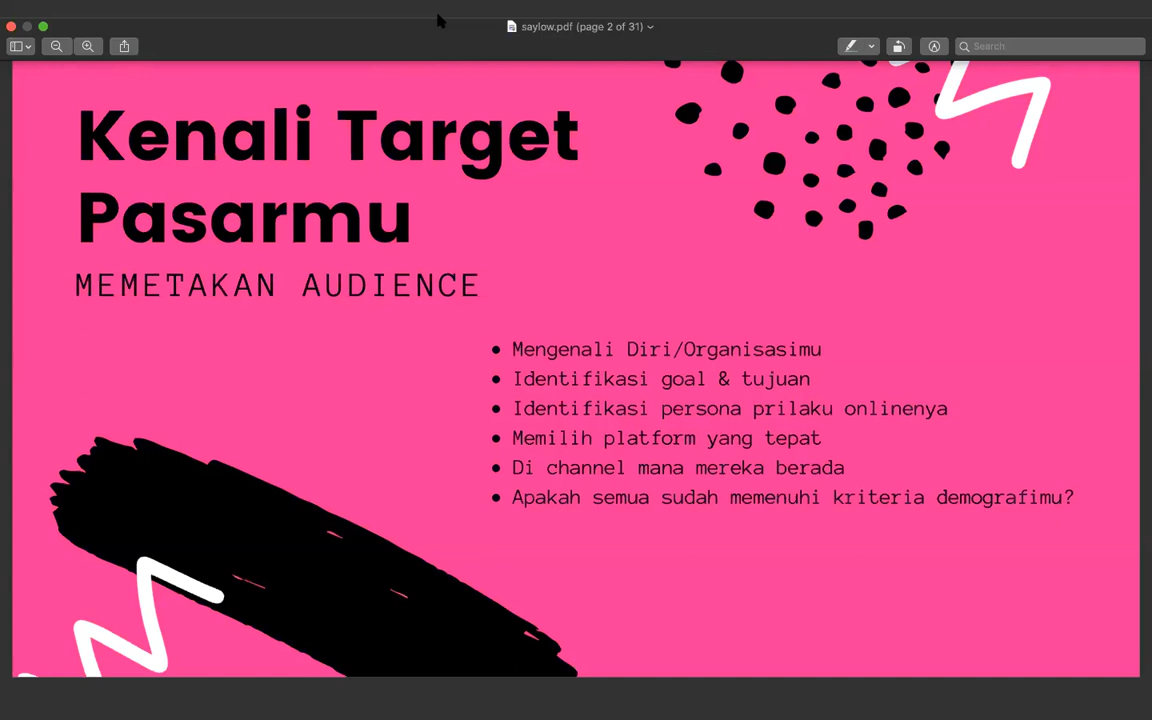 saylow.pdf (page 2 of 31)
Search
Kenali Target
Pasarmu
MEMETAKAN AUDIENCE
Mengenali Diri/Organisasimu
Identifikasi goal & tujuan
Identifikasi persona prilaku onlinenya
Memilih platform yang tepat
Di channel mana mereka berada
Apakah semua sudah memenuhi kriteria demografimu?